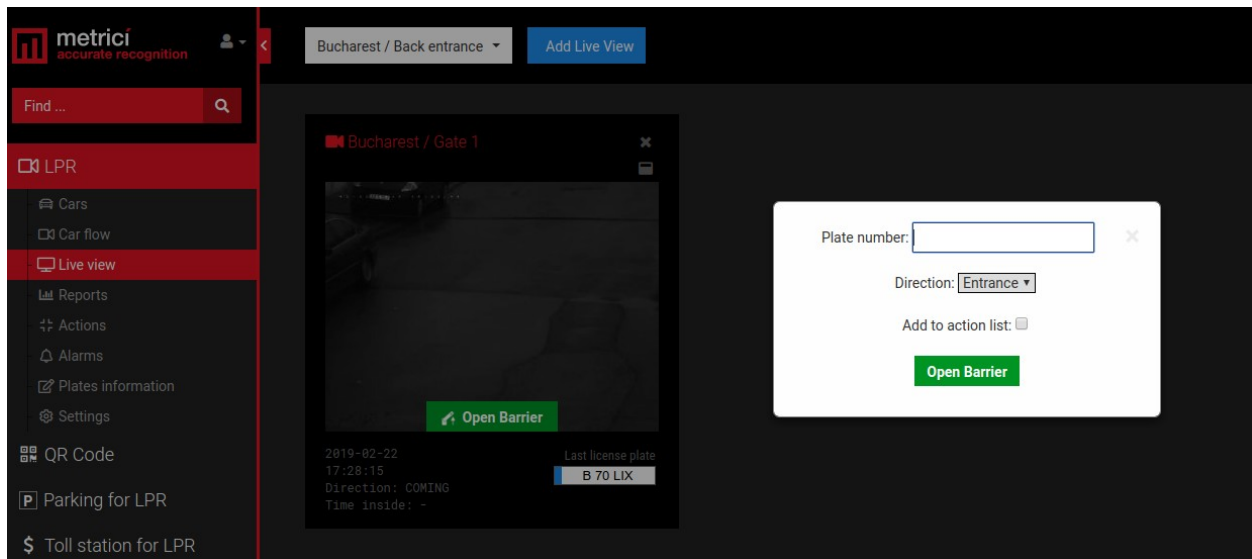 metrici
accurate recognition
Find ...
LPR
Cars
Car flow
Live view
Reports
Actions
Alarms
Plates information
Settings
QR Code
P Parking for LPR
$ Toll station for LPR
Bucharest / Back entrance
Add Live View
Bucharest / Gate 1
Open Barrier
2019-02-22
17:28:15
Direction: COMING
Time inside: -
Last license plate
B 70 LIX
Plate number:
Direction: Entrance
Add to action list:
Open Barrier